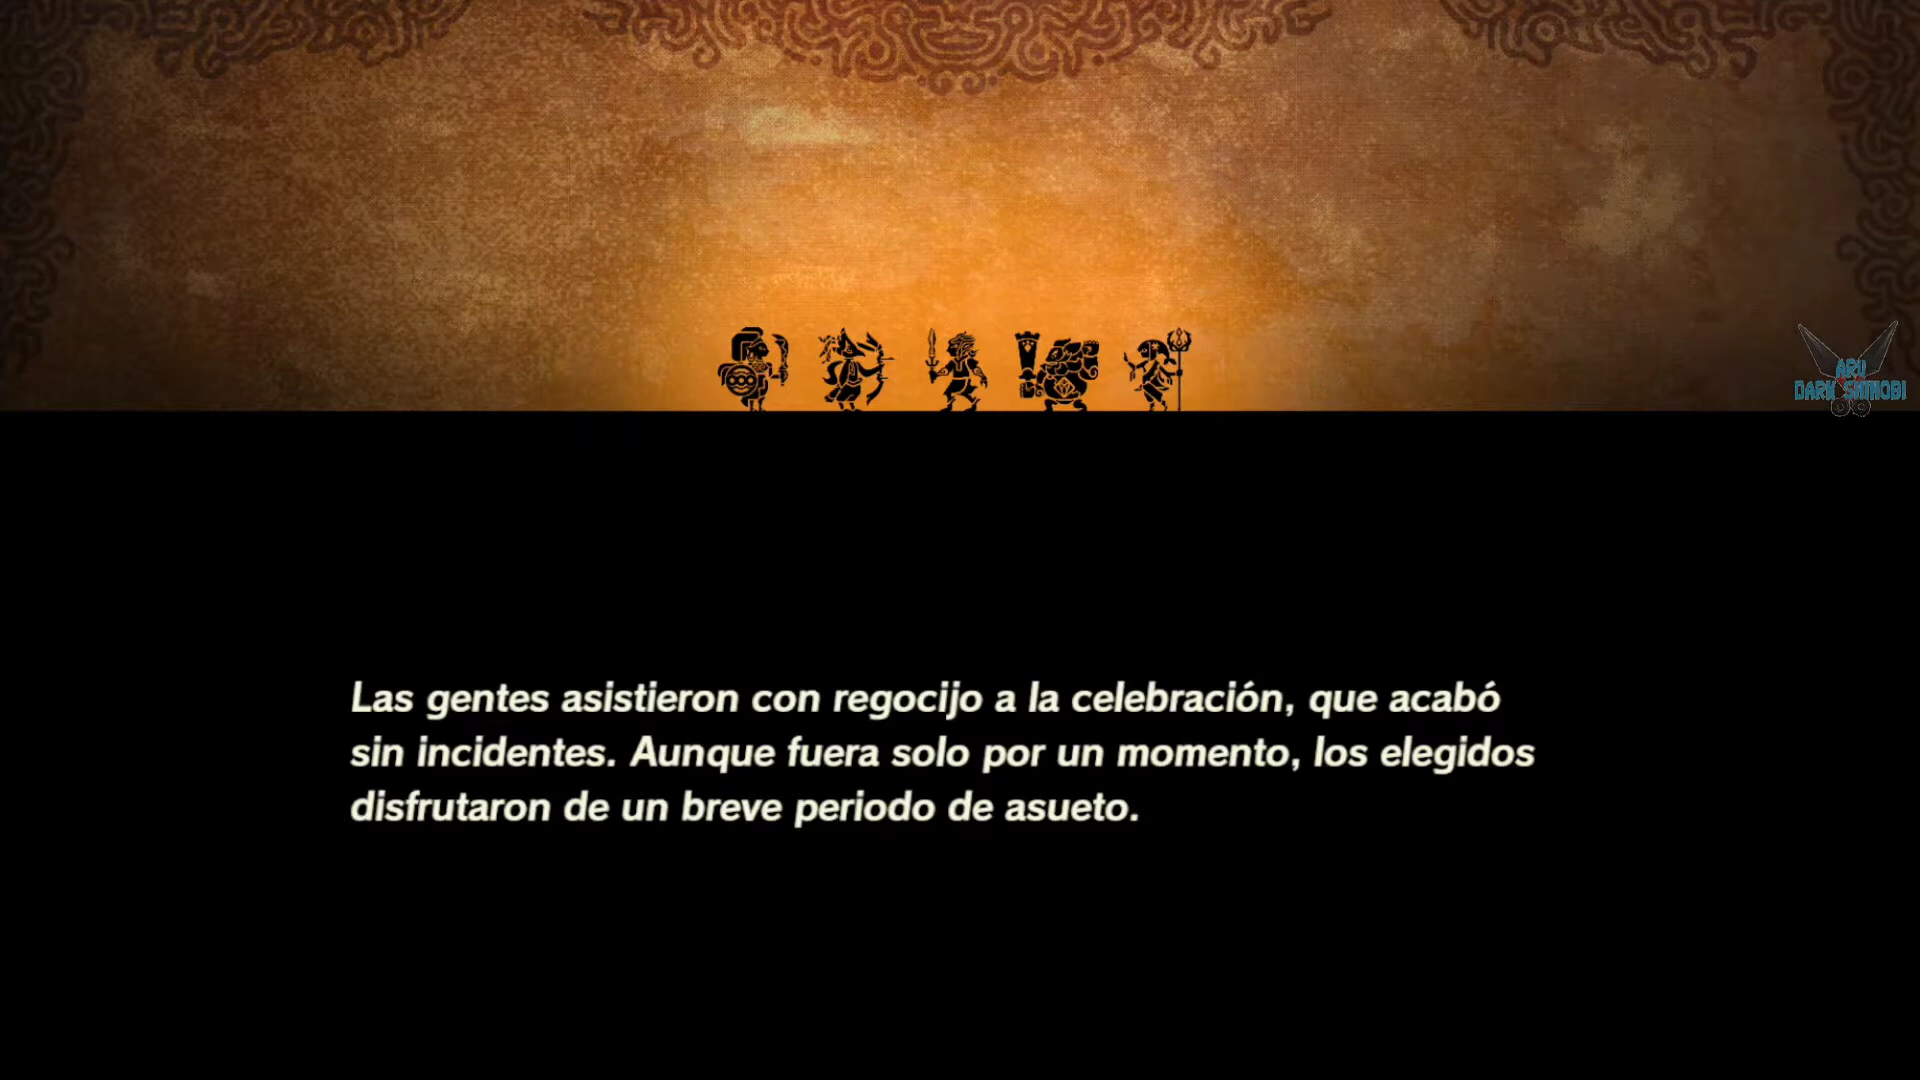 ARU
DARK SHINOBI
Las gentes asistieron con regocijo a la celebración, que acabó
sin incidentes. Aunque fuera solo por un momento, los elegidos
disfrutaron de un breve periodo de asueto.